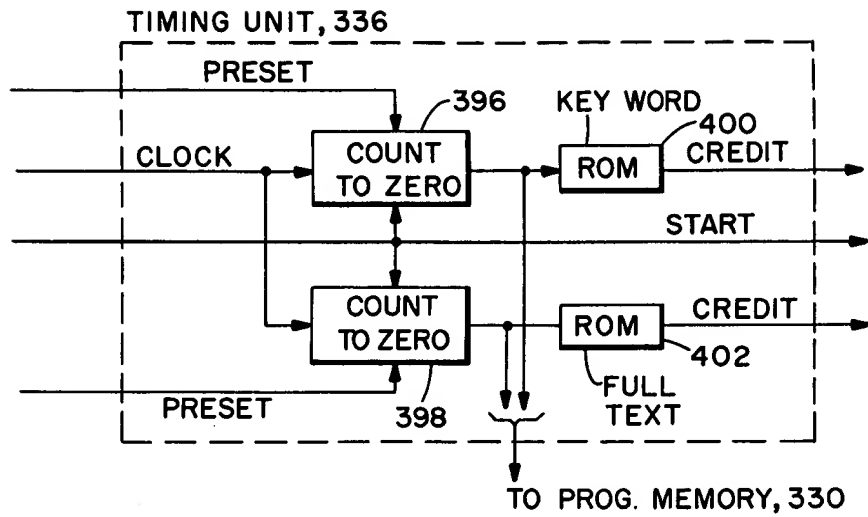 TIMING UNIT, 336
PRESET
396
KEY WORD
400
CLOCK
COUNT
TO ZERO
ROM
CREDIT
START
COUNT
TO ZERO
ROM
CREDIT
402
PRESET
398
FULL
TEXT
TO PROG. MEMORY, 330